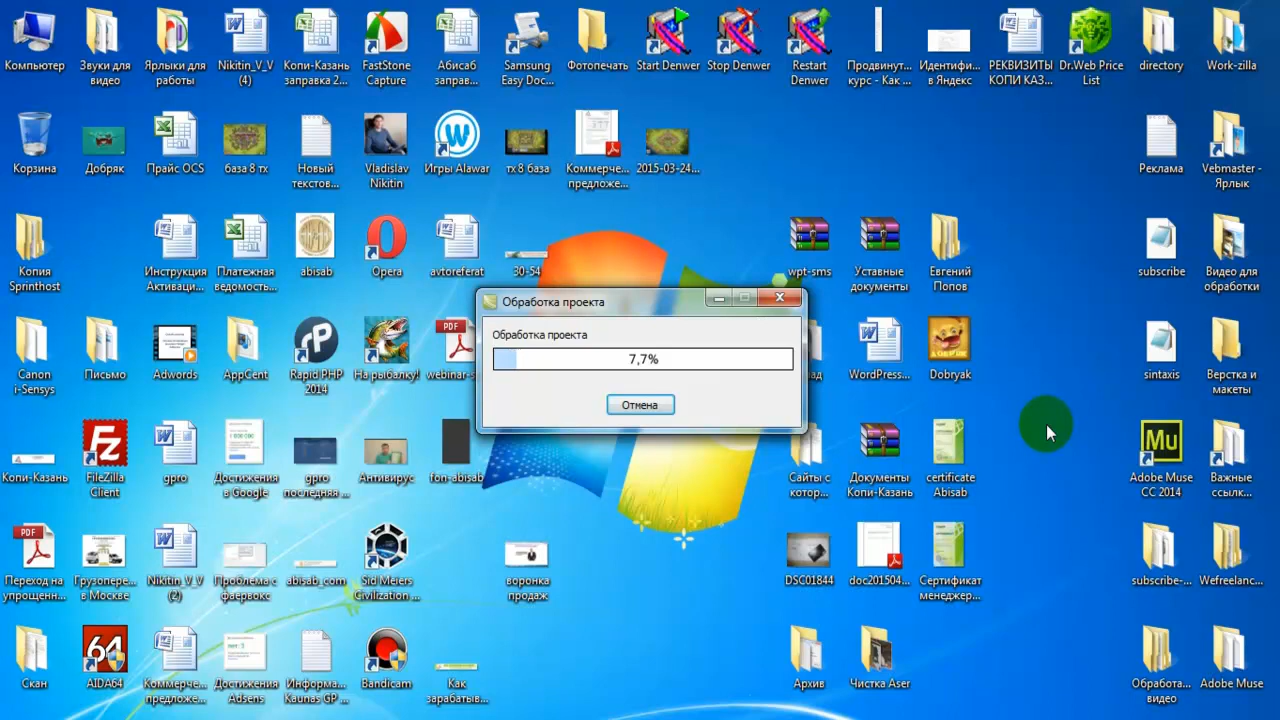 Компьютер
Звуки для
видео
Ярлыки для
работы
Nikitin_V_V
(4)
Копи-Казань
заправка 2...
FastStone
Capture
Абисаб
заправ...
Samsung
Easy Doc...
Фотопечать
Start Denwer
Stop Denwer
Restart
Denwer
Продвинут...
курс - Как ...
Идентифи...
в Яндекс
РЕКВИЗИТЫ
КОПИ КАЗ...
Dr.Web Price
List
directory
Work-zilla
Корзина
Добряк
Прайс OCS
база 8 тх
Новый
текстов...
Vladislav
Nikitin
Игры Alawar
тх 8 база
Коммерче...
предложе...
2015-03-24...
Реклама
Vebmaster -
Ярлык
Копия
Sprinthost
Инструкция
Активаци...
Платежная
ведомость...
abisab
Opera
avtoreferat
30-54
wpt-sms
Уставные
документы
Евгений
Попов
subscribe
Видео для
обработки
Обработка проекта
Обработка проекта
7,7%
Отмена
Canon
i-Sensys
Письмо
Adwords
AppCent
Rapid PHP
2014
На рыбалку!
PDF
webinar-s
WordPress...
Dobryak
sintaxis
Верстка и
макеты
Копи-Казань
Fz
FileZilla
Client
gpro
Достижения
в Google
gpro
последняя ...
Антивирус
fon-abisab
Сайты с
котор...
Документы
Копи-Казань
certificate
Abisab
Mu
Adobe Muse
CC 2014
Важные
ссылк...
PDF
Переход на
упрощенн...
Грузопере...
в Москве
Nikitin_V_V
(2)
Проблема с
фаервокс
abisab_com
Sid Meiers
Civilization ...
воронка
продаж
DSC01844
doc201504...
Сертификат
менеджер...
subscribe-...
Wefreelanc...
Скан
64
AIDA64
Коммерче...
предложе...
Достижения
Adsens
Информа...
Kaunas GP ...
Bandicam
Как
зарабатыв...
Архив
Чистка Aser
Обработа...
видео
Adobe Muse